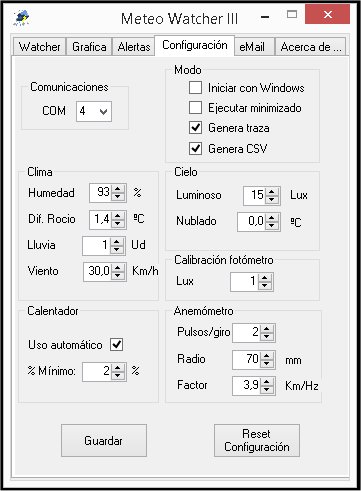 Meteo Watcher III
Watcher Grafica Alertas Configuración eMail Acerca de ...
Comunicaciones
COM 4
Modo
Iniciar con Windows
Ejecutar minimizado
Genera traza
Genera CSV
Clima
Humedad 93 %
Dif. Rocio 1,4 ºC
Lluvia 1 Ud
Viento 30,0 Km/h
Cielo
Luminoso 15 Lux
Nublado 0,0 ºC
Calibración fotómetro
Lux 1
Calentador
Uso automático
% Mínimo: 2 %
Anemómetro
Pulsos/giro 2
Radio 70 mm
Factor 3,9 Km/Hz
Guardar
Reset
Configuración